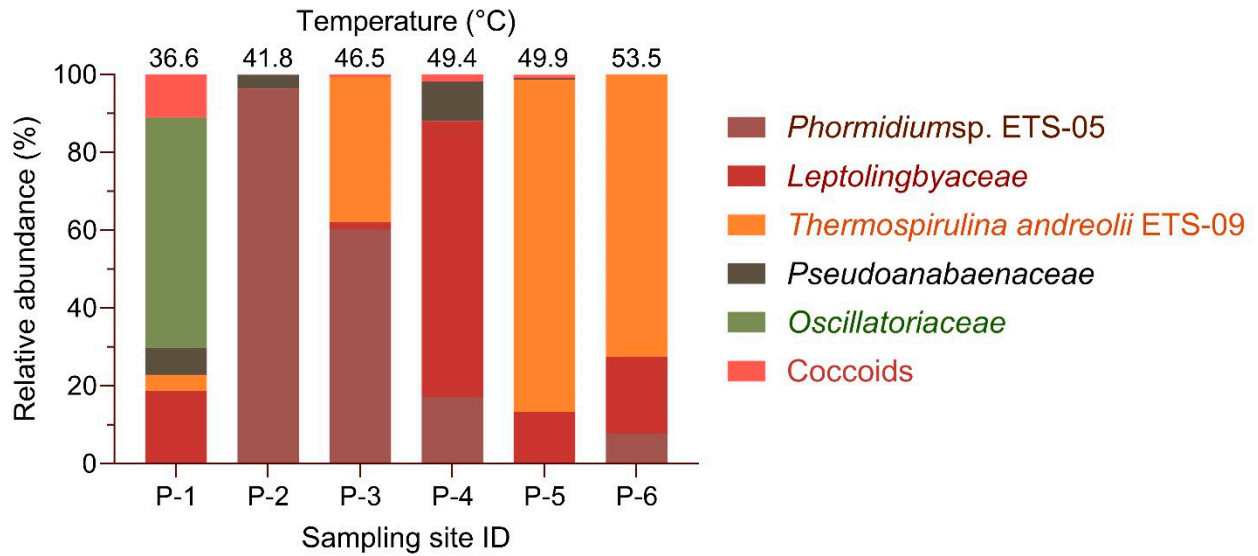 Temperature (°C)
36.6 41.8 46.5 49.4 49.9 53.5
Relative abundance (%)
100
80
60
40
20
0
P-1 P-2 P-3 P-4 P-5 P-6
Sampling site ID
Phormidiumsp. ETS-05
Leptolingbyaceae
Thermospirulina andreolii ETS-09
Pseudoanabaenaceae
Oscillatoriaceae
Coccoids